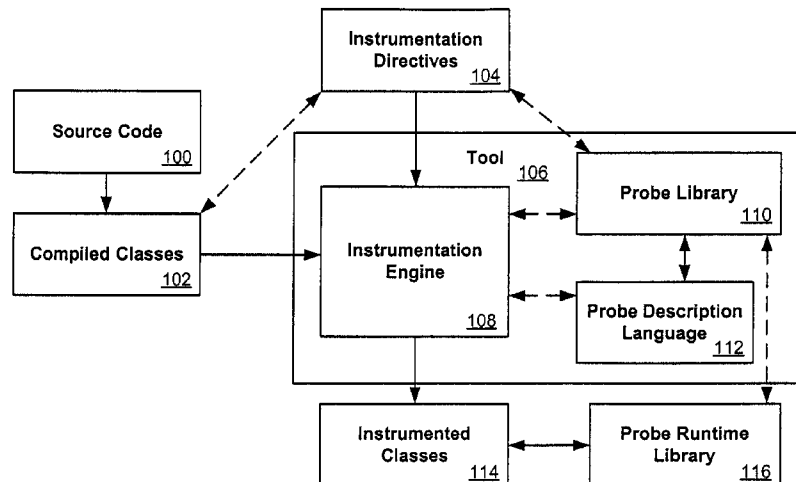 Instrumentation
Directives
104
Source Code
100
Tool
106
Probe Library
110
Compiled Classes
102
Instrumentation
Engine
108
Probe Description
Language
112
Instrumented
Classes
114
Probe Runtime
Library
116